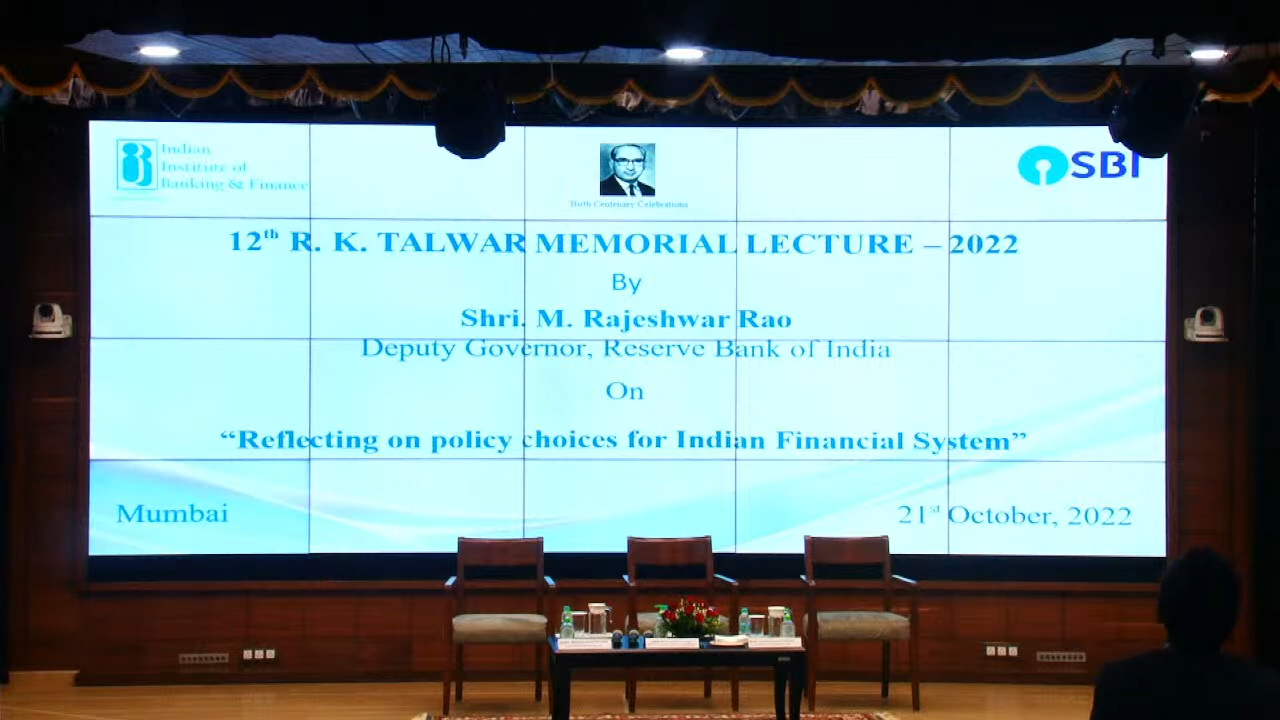 Indian
Institute of
Banking & Finance
Birth Centenary Celebrations
SBI
12th R. K. TALWAR MEMORIAL LECTURE – 2022
By
Shri. M. Rajeshwar Rao
Deputy Governor, Reserve Bank of India
On
“Reflecting on policy choices for Indian Financial System”
Mumbai
21st October, 2022